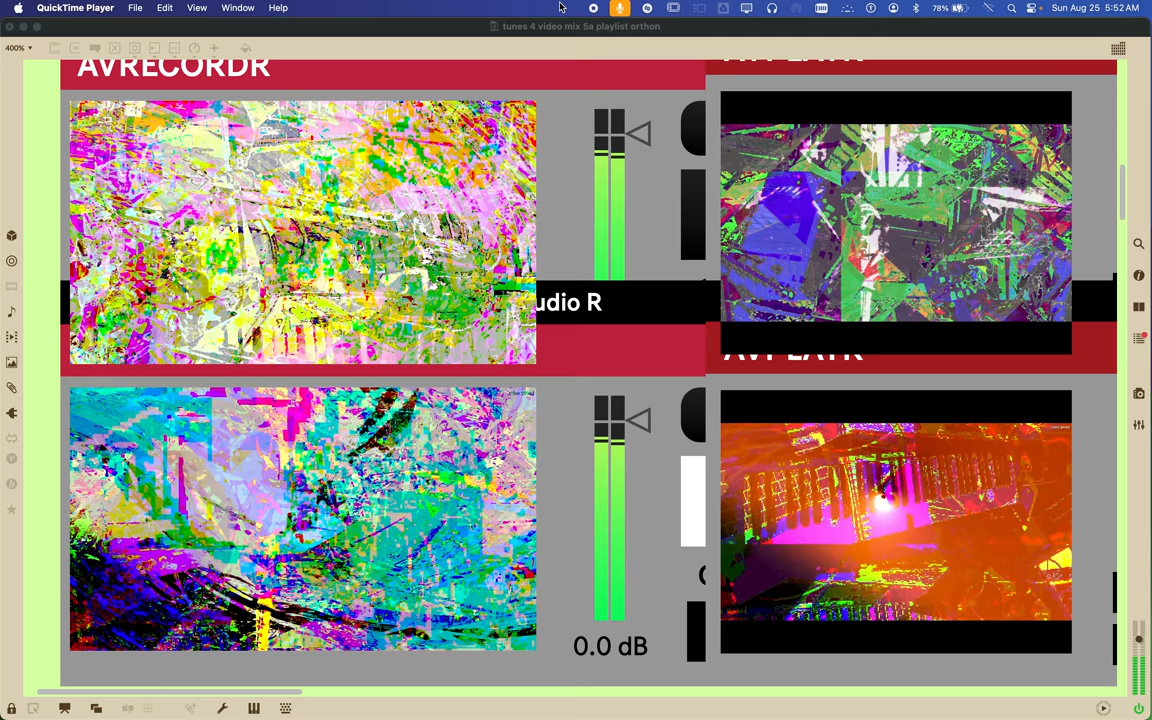 QuickTime Player File Edit View Window Help 78% Sun Aug 25 5:52 AM
tunes 4 video mix 5a playlist orthon
400%
AVRECORDR
udio R
0.0 dB